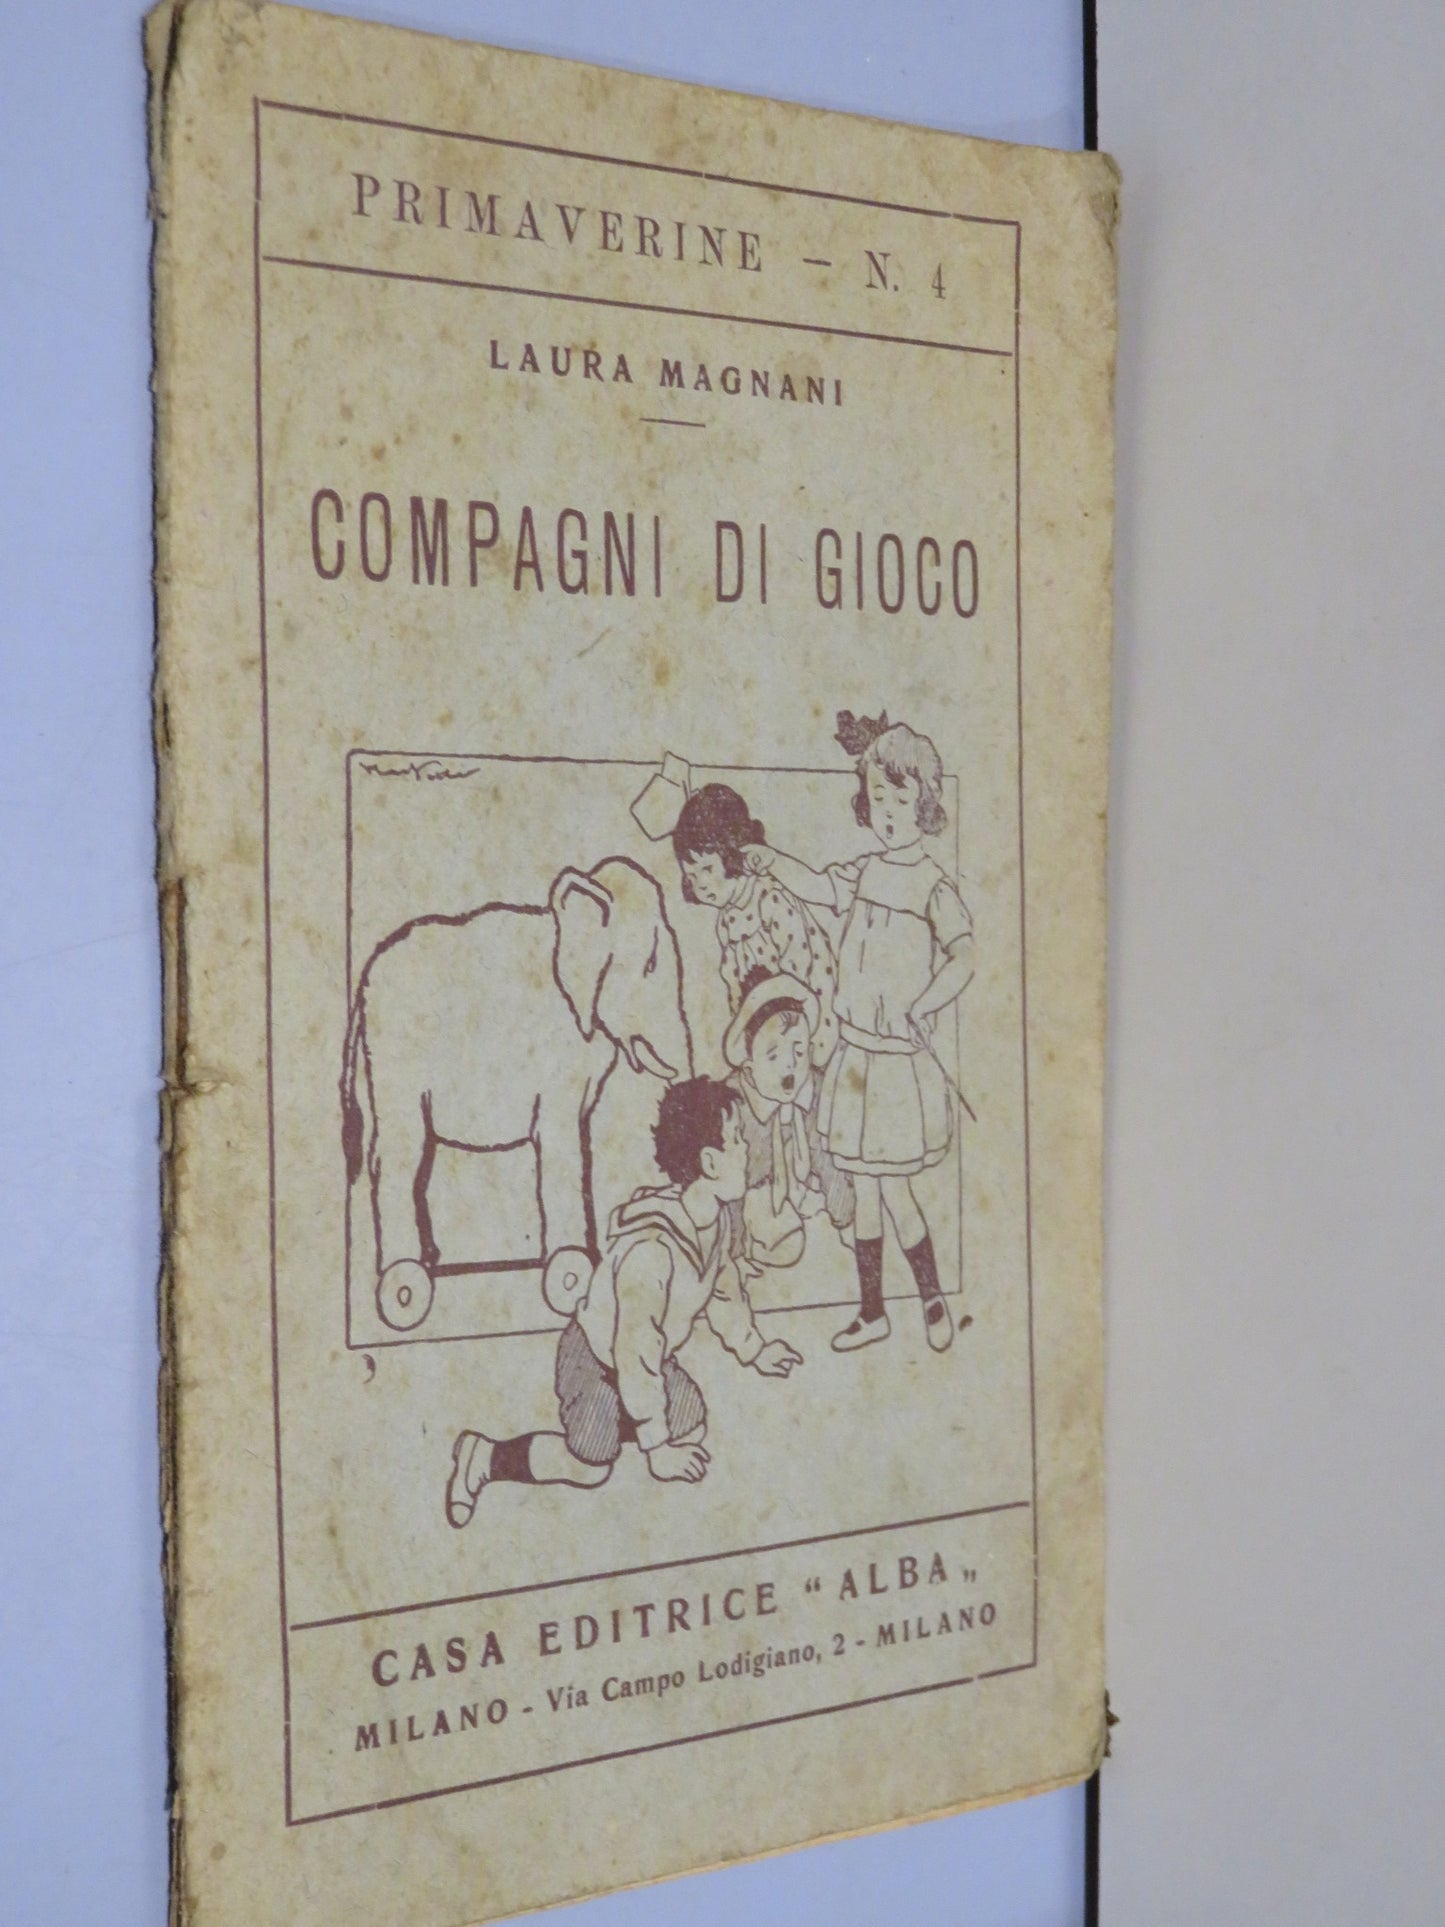 PRIMAVERINE - N. 4
LAURA MAGNANI
COMPAGNI DI GIOCO
CASA EDITRICE “ ALBA „
MILANO - Via Campo Lodigiano, 2 - MILANO